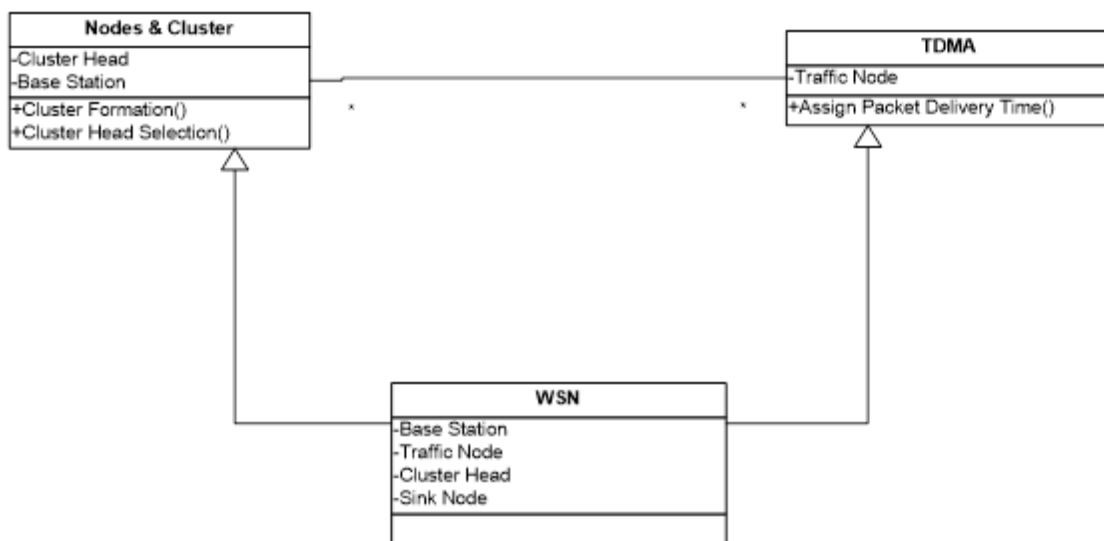 Nodes & Cluster
-Cluster Head
-Base Station
+Cluster Formation()
+Cluster Head Selection()
*
*
TDMA
-Traffic Node
+Assign Packet Delivery Time()
WSN
-Base Station
-Traffic Node
-Cluster Head
-Sink Node